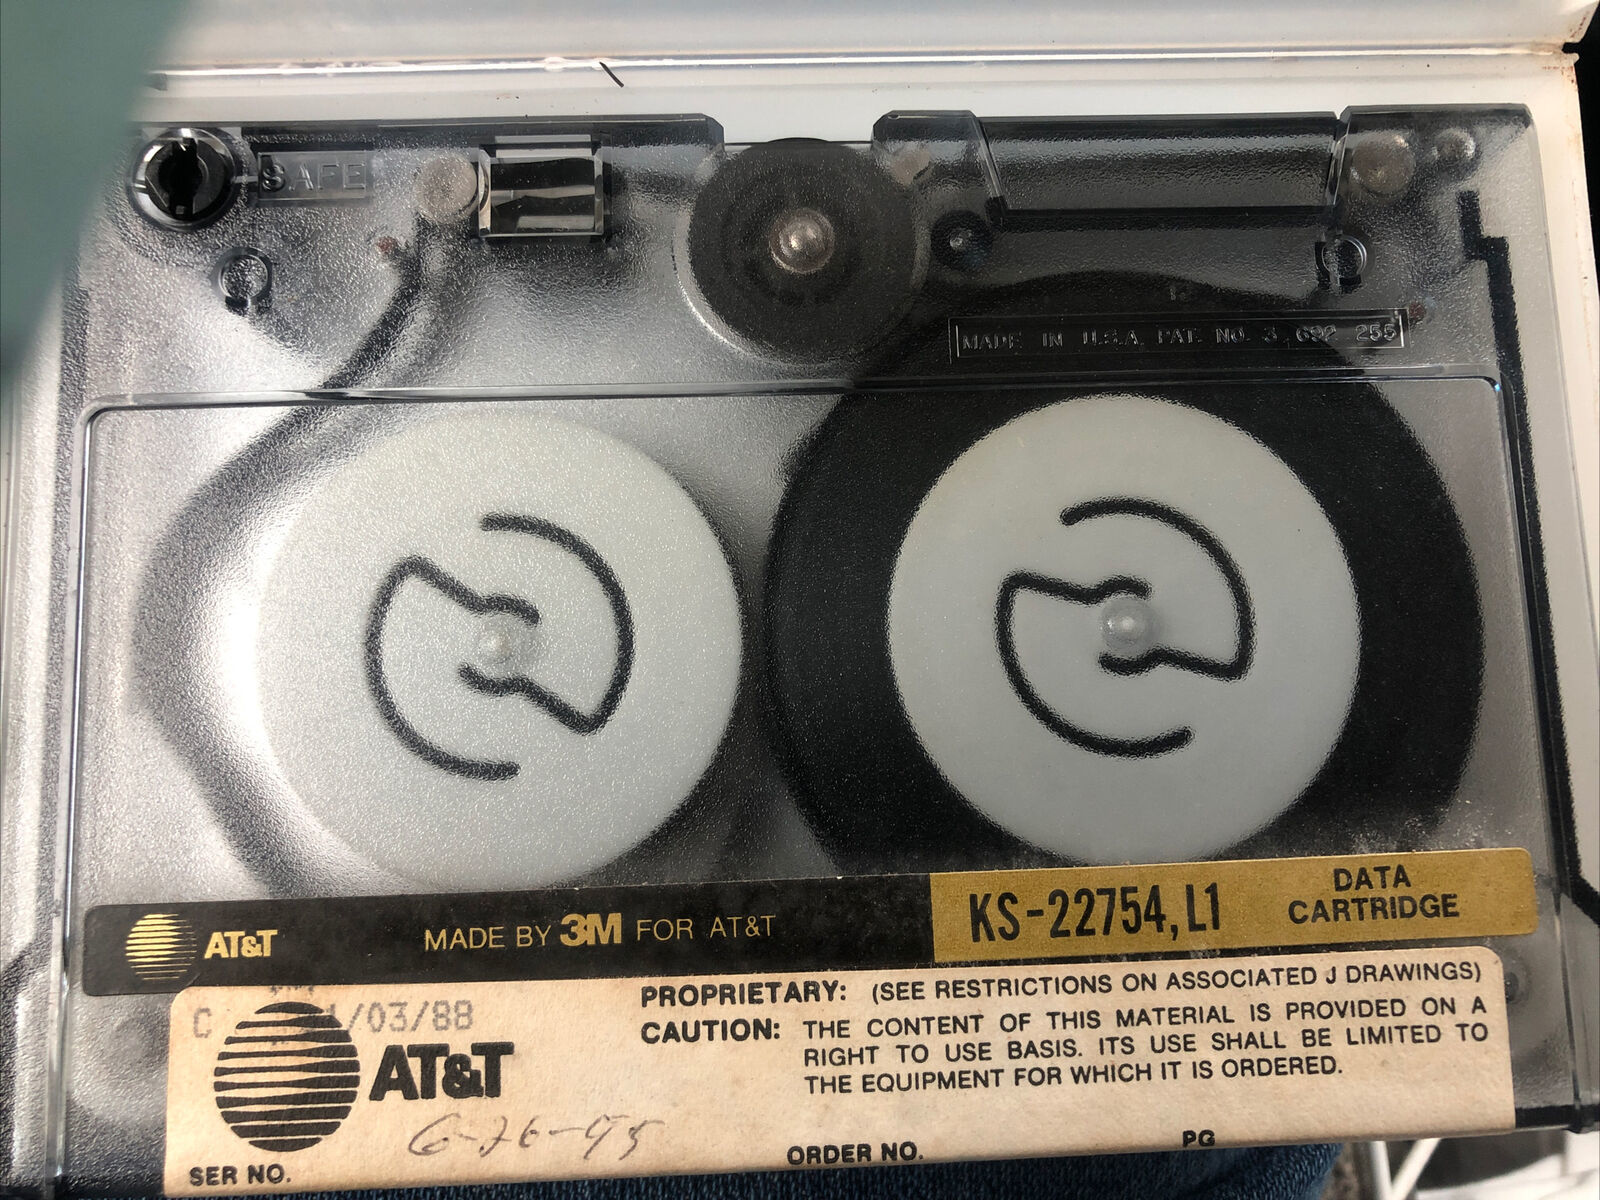 SAFE
MADE IN U.S.A. PAT. NO. 3 692 255
AT&T
MADE BY 3M FOR AT&T
KS-22754, L1
DATA
CARTRIDGE
C /03/88
AT&T
PROPRIETARY: (SEE RESTRICTIONS ON ASSOCIATED J DRAWINGS)
CAUTION: THE CONTENT OF THIS MATERIAL IS PROVIDED ON A
RIGHT TO USE BASIS. ITS USE SHALL BE LIMITED TO
THE EQUIPMENT FOR WHICH IT IS ORDERED.
6-26-95
SER NO.
ORDER NO.
PG